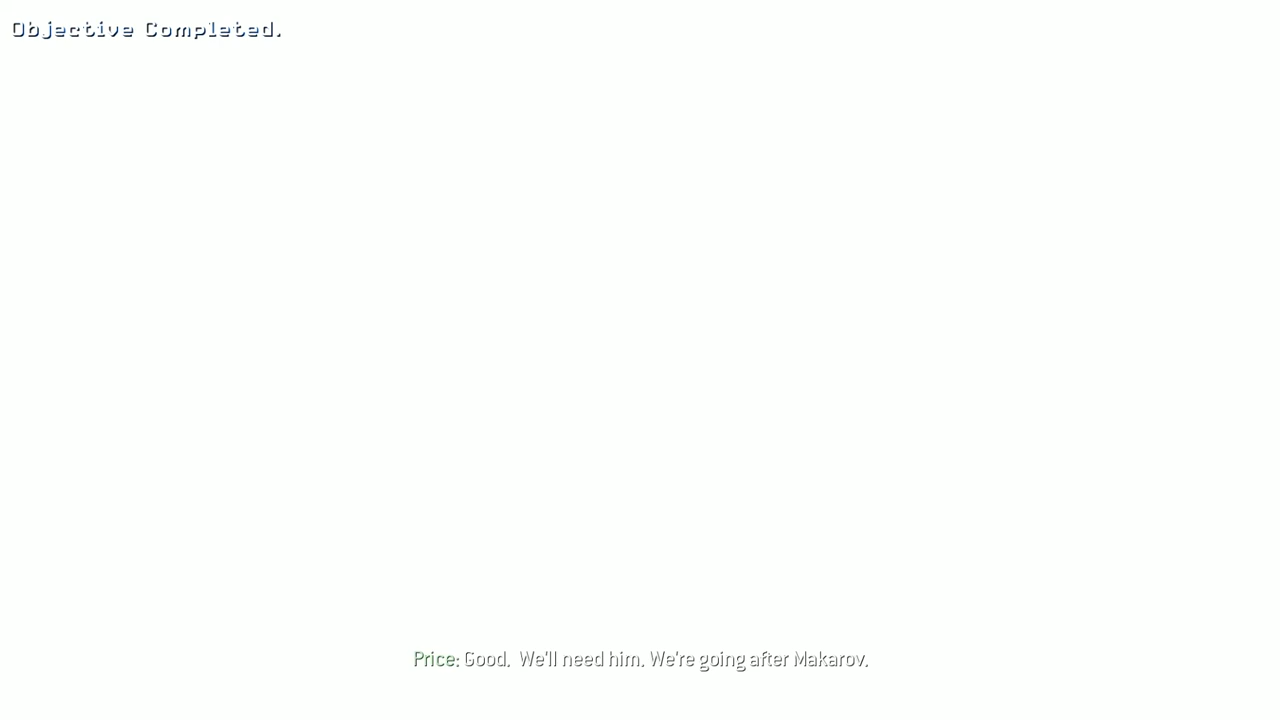 Objective Completed.
Price: Good.  We'll need him. We're going after Makarov.